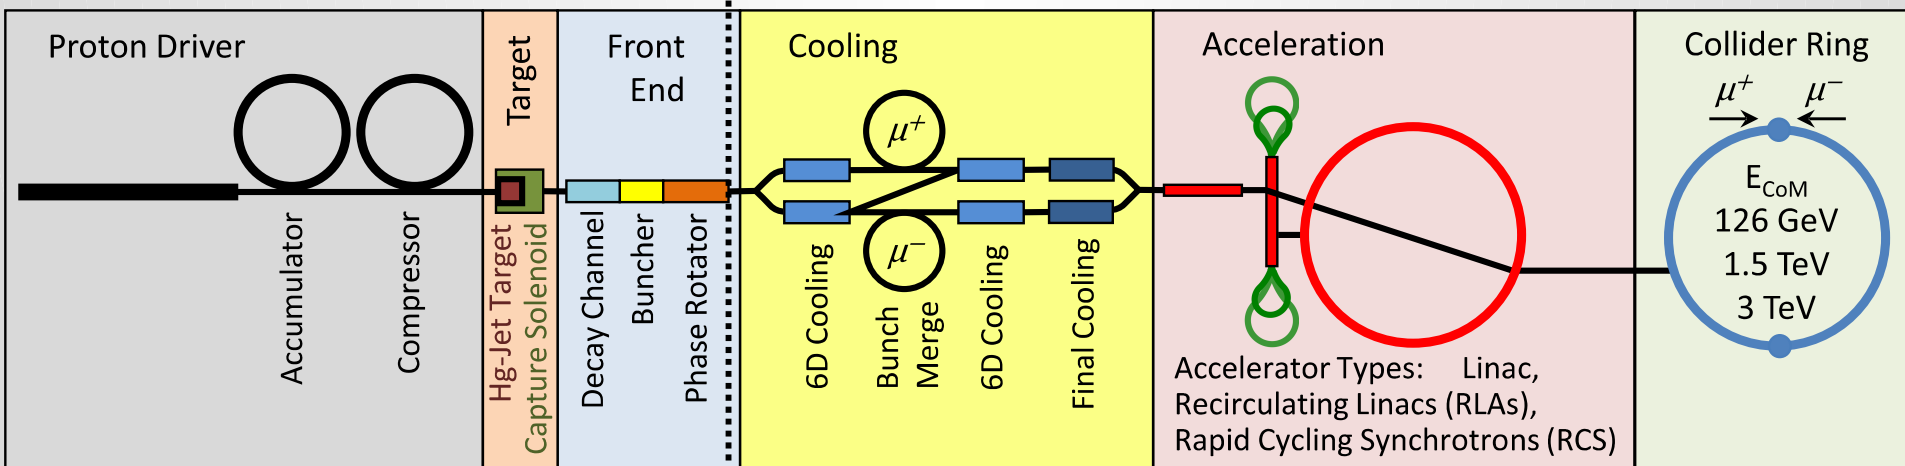 Proton Driver
Accumulator
Compressor
Target
Hg-Jet Target
Capture Solenoid
Front
End
Decay Channel
Buncher
Phase Rotator
Cooling
μ+
μ−
6D Cooling
Bunch
Merge
6D Cooling
Final Cooling
Acceleration
Accelerator Types: Linac,
Recirculating Linacs (RLAs),
Rapid Cycling Synchrotrons (RCS)
Collider Ring
μ+ μ−
ECoM
126 GeV
1.5 TeV
3 TeV